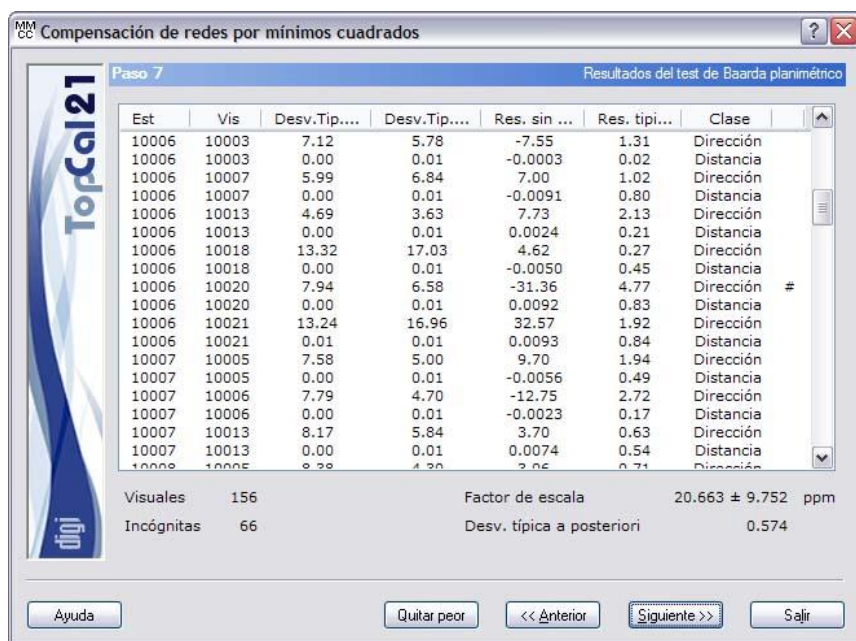 MM
CC Compensación de redes por mínimos cuadrados
TopCal21
digi
Paso 7 Resultados del test de Baarda planimétrico
Est Vis Desv.Tip.... Desv.Tip.... Res. sin ... Res. tipi... Clase
10006 10003 7.12 5.78 -7.55 1.31 Dirección
10006 10003 0.00 0.01 -0.0003 0.02 Distancia
10006 10007 5.99 6.84 7.00 1.02 Dirección
10006 10007 0.00 0.01 -0.0091 0.80 Distancia
10006 10013 4.69 3.63 7.73 2.13 Dirección
10006 10013 0.00 0.01 0.0024 0.21 Distancia
10006 10018 13.32 17.03 4.62 0.27 Dirección
10006 10018 0.00 0.01 -0.0050 0.45 Distancia
10006 10020 7.94 6.58 -31.36 4.77 Dirección #
10006 10020 0.00 0.01 0.0092 0.83 Distancia
10006 10021 13.24 16.96 32.57 1.92 Dirección
10006 10021 0.01 0.01 0.0093 0.84 Distancia
10007 10005 7.58 5.00 9.70 1.94 Dirección
10007 10005 0.00 0.01 -0.0056 0.49 Distancia
10007 10006 7.79 4.70 -12.75 2.72 Dirección
10007 10006 0.00 0.01 -0.0023 0.17 Distancia
10007 10013 8.17 5.84 3.70 0.63 Dirección
10007 10013 0.00 0.01 0.0074 0.54 Distancia
Visuales 156 Factor de escala 20.663 ± 9.752 ppm
Incógnitas 66 Desv. típica a posteriori 0.574
Ayuda Quitar peor << Anterior Siguiente >> Salir